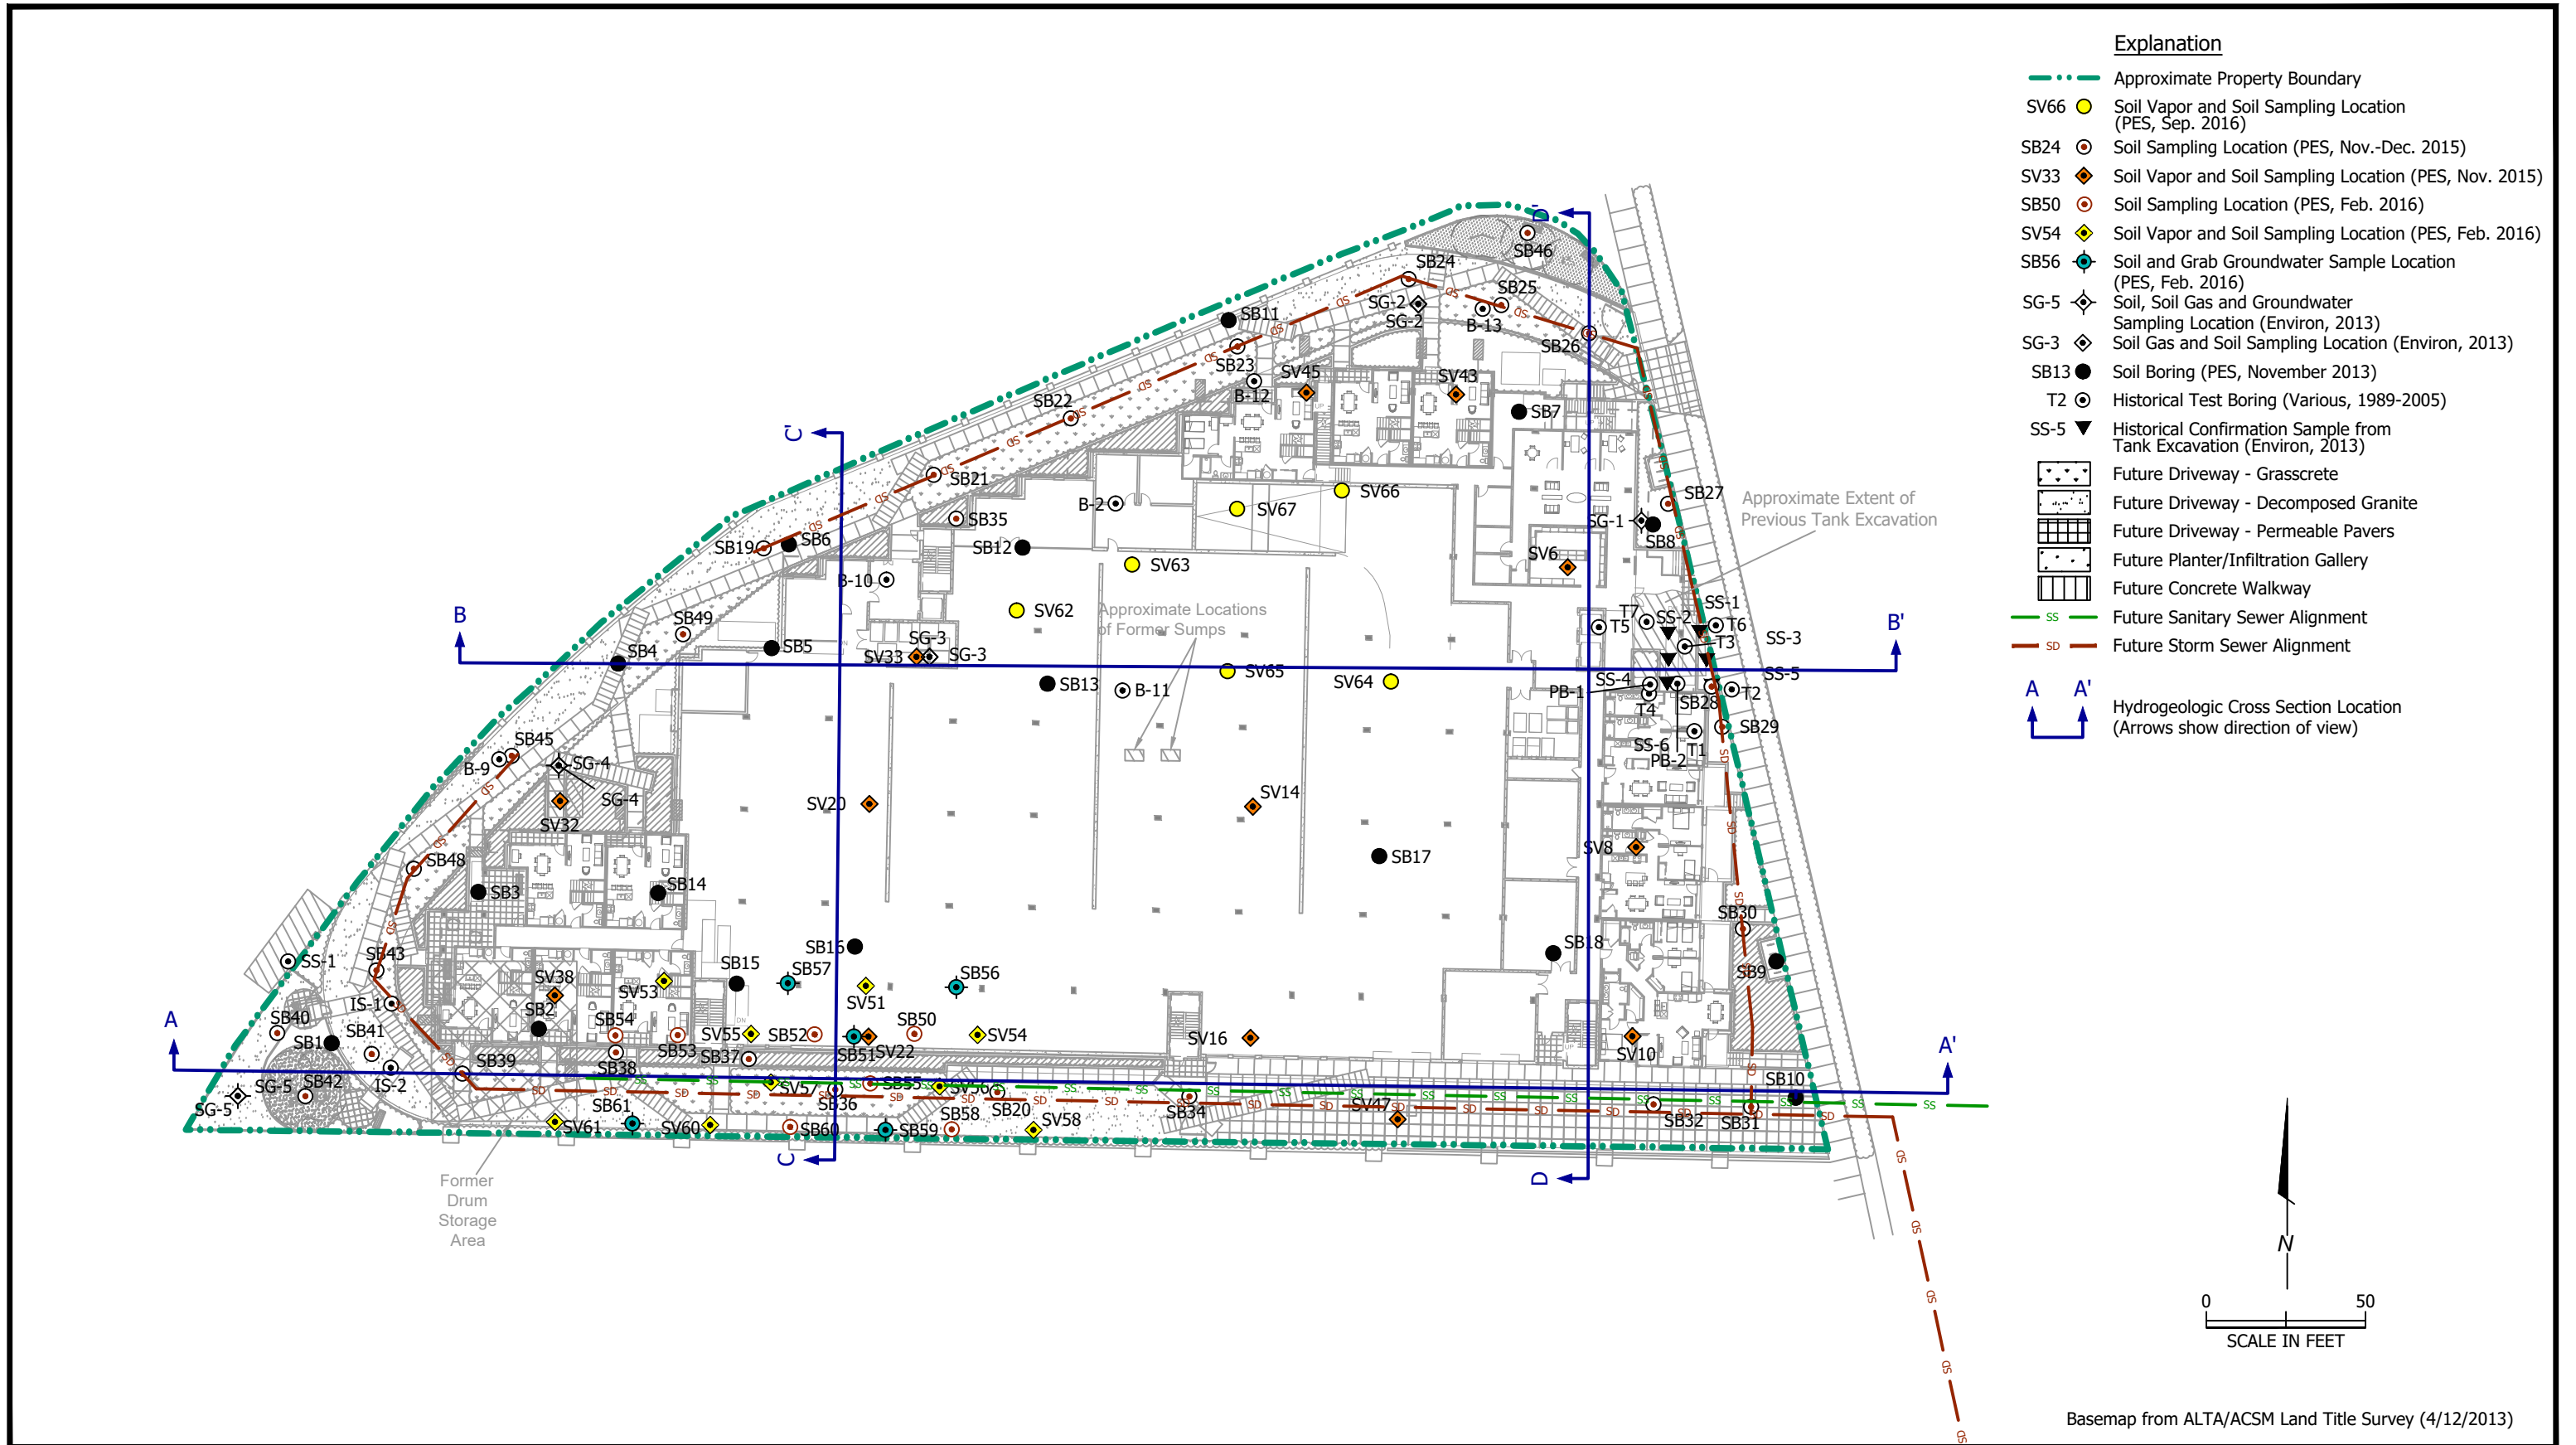 Explanation
Approximate Property Boundary
SV66 Soil Vapor and Soil Sampling Location
(PES, Sep. 2016)
SB24 Soil Sampling Location (PES, Nov.-Dec. 2015)
SV33 Soil Vapor and Soil Sampling Location (PES, Nov. 2015)
SB50 Soil Sampling Location (PES, Feb. 2016)
SV54 Soil Vapor and Soil Sampling Location (PES, Feb. 2016)
SB56 Soil and Grab Groundwater Sample Location
(PES, Feb. 2016)
SG-5 Soil, Soil Gas and Groundwater
Sampling Location (Environ, 2013)
SG-3 Soil Gas and Soil Sampling Location (Environ, 2013)
SB13 Soil Boring (PES, November 2013)
T2 Historical Test Boring (Various, 1989-2005)
SS-5 Historical Confirmation Sample from
Tank Excavation (Environ, 2013)
Future Driveway - Grasscrete
Future Driveway - Decomposed Granite
Future Driveway - Permeable Pavers
Future Planter/Infiltration Gallery
Future Concrete Walkway
SS Future Sanitary Sewer Alignment
SD Future Storm Sewer Alignment
A A'
Hydrogeologic Cross Section Location
(Arrows show direction of view)
D'
SB46
SB24
SG-2
SG-2
SB25
B-13
SB26
SB11
SB23
B-12
SV45
SV43
SB7
SB22
C'
SB21
SB35
B-2
SV66
SV67
SB27
SG-1
SB8
Approximate Extent of
Previous Tank Excavation
SB19
SB6
SB12
SV63
SV6
B-10
SV62
Approximate Locations
of Former Sumps
B
SB49
SB4
SB5
SG-3
SV33
SG-3
T7
T5
SS-2
SS-1
T6
T3
SS-3
B'
SB13
B-11
SV65
SV64
SS-4
PB-1
T4
SB28
T2
SS-5
SB29
SS-6
T1
PB-2
SB45
B-9
SG-4
SG-4
SV32
SV20
SV14
SB17
SV8
SB48
SB3
SB14
SB30
SB9
SB16
SB18
SS-1
SB43
IS-1
SV38
SB2
SV53
SB15
SB57
SV51
SB56
SB40
SB1
SB41
IS-2
SB54
SB53
SV55
SB52
SB51
SV22
SB50
SV54
SV16
SV10
A
SG-5
SG-5
SB42
SB39
SB38
SB37
SV57
SB36
SB55
SV56
SB20
SB34
SV47
SB32
SB31
SB10
A'
SV61
SB61
SV60
SB60
SB59
SB58
SV58
C
D
Former
Drum
Storage
Area
N
0 50
SCALE IN FEET
Basemap from ALTA/ACSM Land Title Survey (4/12/2013)